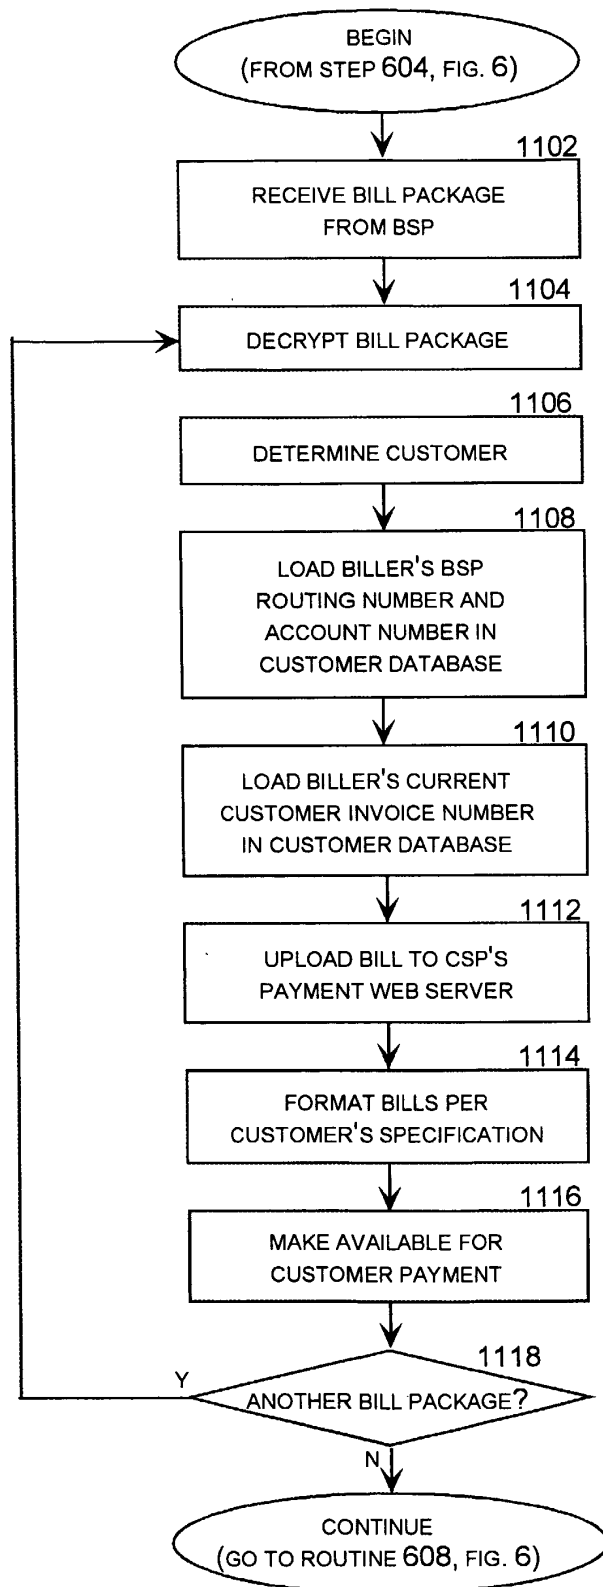 BEGIN
(FROM STEP 604, FIG. 6)
1102
RECEIVE BILL PACKAGE
FROM BSP
1104
DECRYPT BILL PACKAGE
1106
DETERMINE CUSTOMER
1108
LOAD BILLER'S BSP
ROUTING NUMBER AND
ACCOUNT NUMBER IN
CUSTOMER DATABASE
1110
LOAD BILLER'S CURRENT
CUSTOMER INVOICE NUMBER
IN CUSTOMER DATABASE
1112
UPLOAD BILL TO CSP'S
PAYMENT WEB SERVER
1114
FORMAT BILLS PER
CUSTOMER'S SPECIFICATION
1116
MAKE AVAILABLE FOR
CUSTOMER PAYMENT
1118
Y
ANOTHER BILL PACKAGE?
N
CONTINUE
(GO TO ROUTINE 608, FIG. 6)